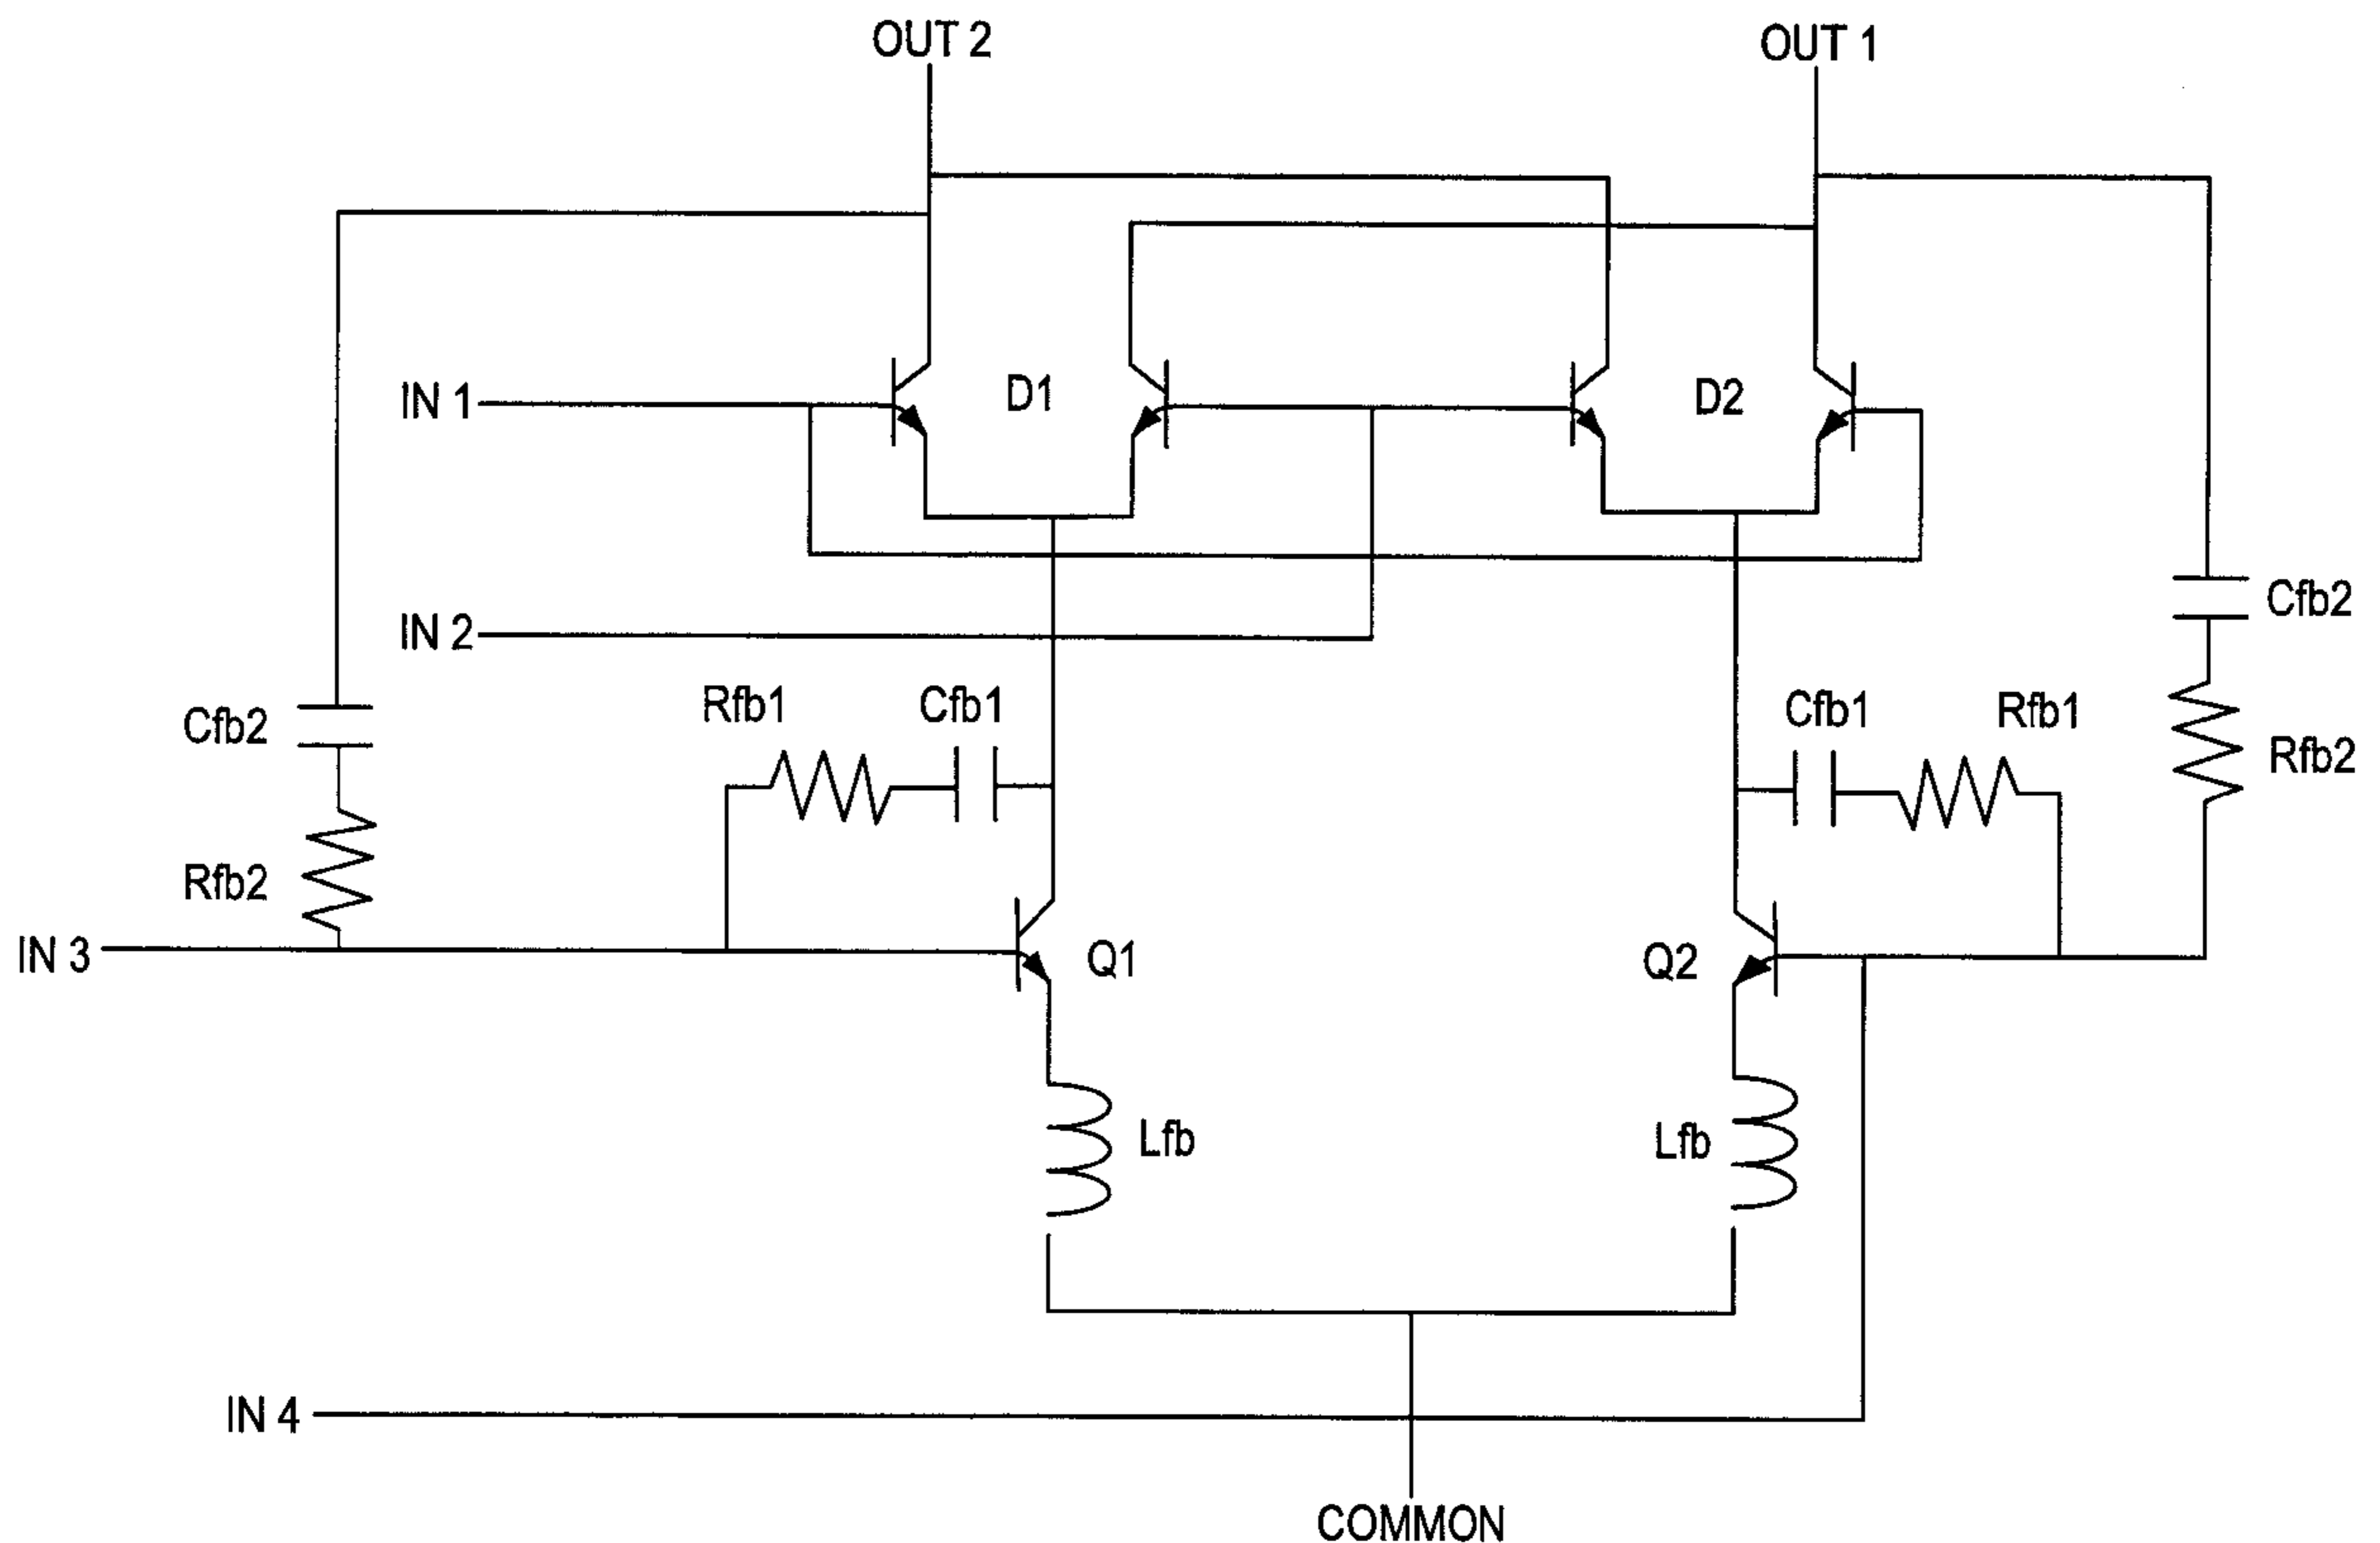 OUT 2
OUT 1
IN 1
D1
D2
IN 2
Cfb2
Rfb1
Cfb1
Cfb1
Rfb1
Cfb2
Rfb2
Rfb2
IN 3
Q1
Q2
Lfb
Lfb
IN 4
COMMON